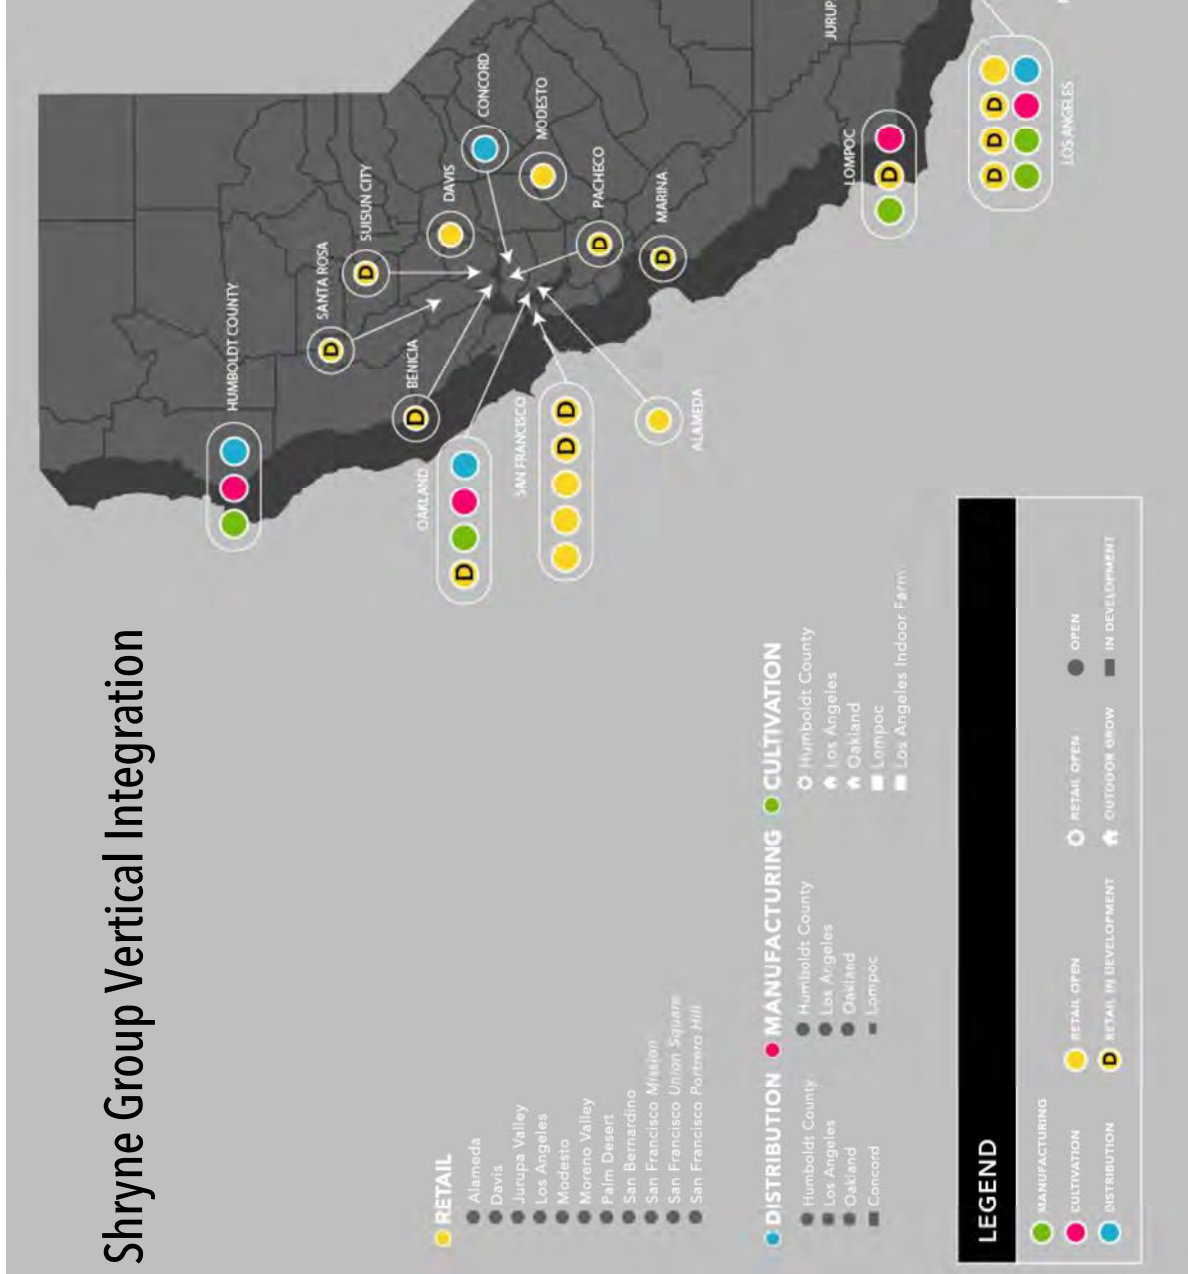 Shryne Group Vertical Integration
RETAIL
Alameda
Davis
Jurupa Valley
Los Angeles
Modesto
Moreno Valley
Palm Desert
San Bernardino
San Francisco Mission
San Francisco Union Square
San Francisco Portrero Hill
DISTRIBUTION
Humboldt County
Los Angeles
Oakland
Concord
MANUFACTURING
Humboldt County
Los Angeles
Oakland
Lompoc
CULTIVATION
Humboldt County
Los Angeles
Oakland
Lompoc
Los Angeles Indoor Farm
LEGEND
MANUFACTURING
CULTIVATION
DISTRIBUTION
RETAIL OPEN
D RETAIL IN DEVELOPMENT
RETAIL OPEN
OUTDOOR GROW
OPEN
IN DEVELOPMENT
HUMBOLDT COUNTY
SANTA ROSA
D
SUISUN CITY
D
DAVIS
CONCORD
MODESTO
BENICIA
D
PACHECO
D
MARINA
D
OAKLAND
D
SAN FRANCISCO
D D
ALAMEDA
LOMPOC
D
JURUP
D D D
LOS ANGELES